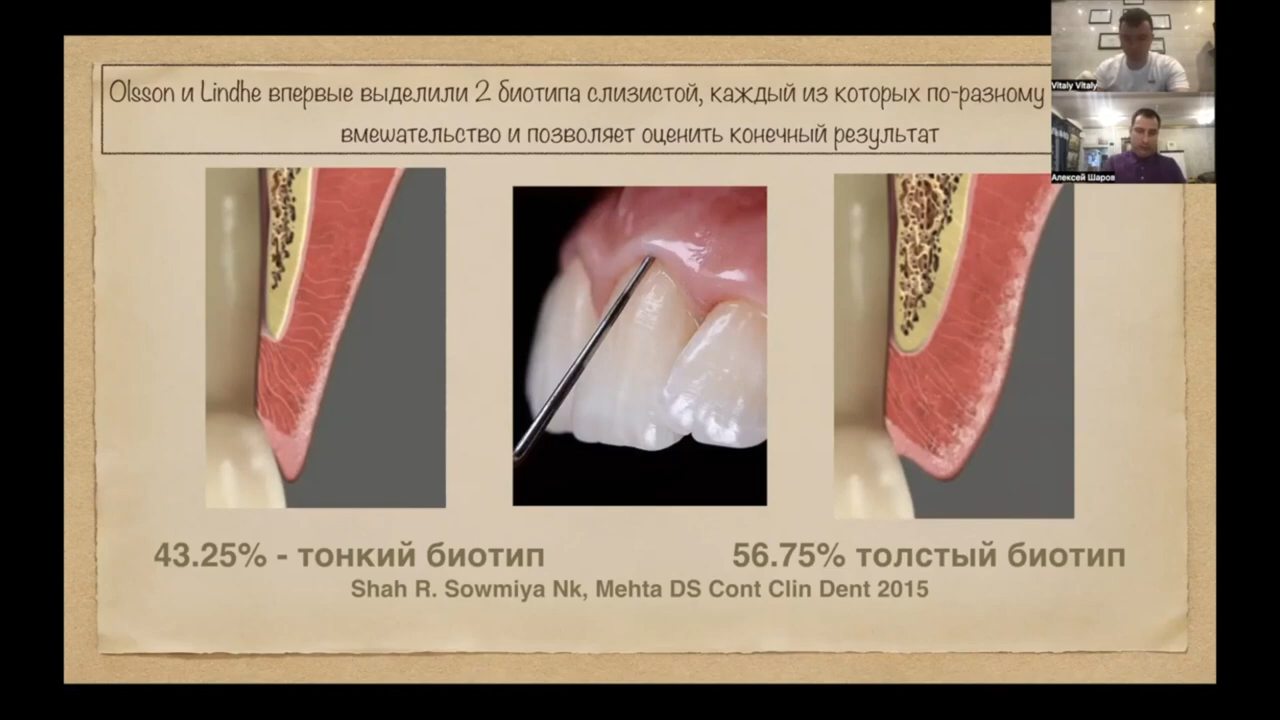 Olsson и Lindhe впервые выделили 2 биотипа слизистой, каждый из которых по-разному
вмешательство и позволяет оценить конечный результат
Vitaly Vitaly
Алексей Шаров
43.25% - тонкий биотип
56.75% толстый биотип
Shah R. Sowmiya Nk, Mehta DS Cont Clin Dent 2015